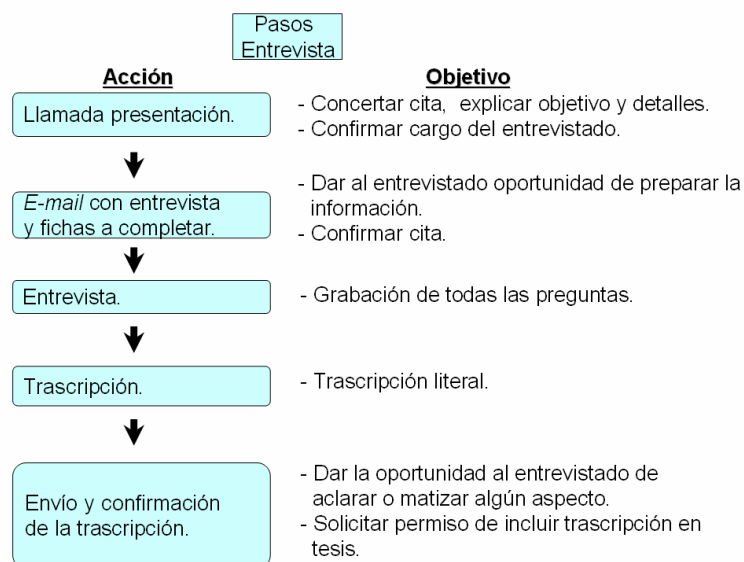 Pasos
Entrevista
Acción
Objetivo
Llamada presentación.
- Concertar cita, explicar objetivo y detalles.
- Confirmar cargo del entrevistado.
E-mail con entrevista
y fichas a completar.
- Dar al entrevistado oportunidad de preparar la
información.
- Confirmar cita.
Entrevista.
- Grabación de todas las preguntas.
Trascripción.
- Trascripción literal.
Envío y confirmación
de la trascripción.
- Dar la oportunidad al entrevistado de
aclarar o matizar algún aspecto.
- Solicitar permiso de incluir trascripción en
tesis.